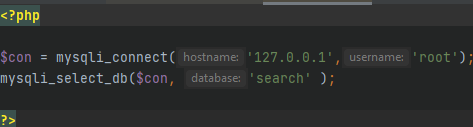 <?php
$con = mysqli_connect( hostname: '127.0.0.1', username: 'root');
mysqli_select_db($con, database: 'search' );
?>